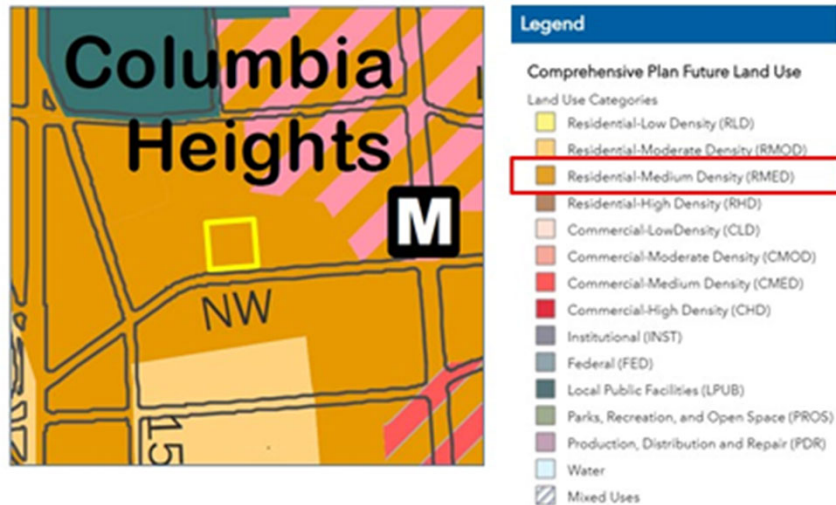 Columbia
Heights
M
NW
15
Legend
Comprehensive Plan Future Land Use
Land Use Categories
Residential-Low Density (RLD)
Residential-Moderate Density (RMOD)
Residential-Medium Density (RMED)
Residential-High Density (RHD)
Commercial-LowDensity (CLD)
Commercial-Moderate Density (CMOD)
Commercial-Medium Density (CMED)
Commercial-High Density (CHD)
Institutional (INST)
Federal (FED)
Local Public Facilities (LPUB)
Parks, Recreation, and Open Space (PROS)
Production, Distribution and Repair (PDR)
Water
Mixed Uses